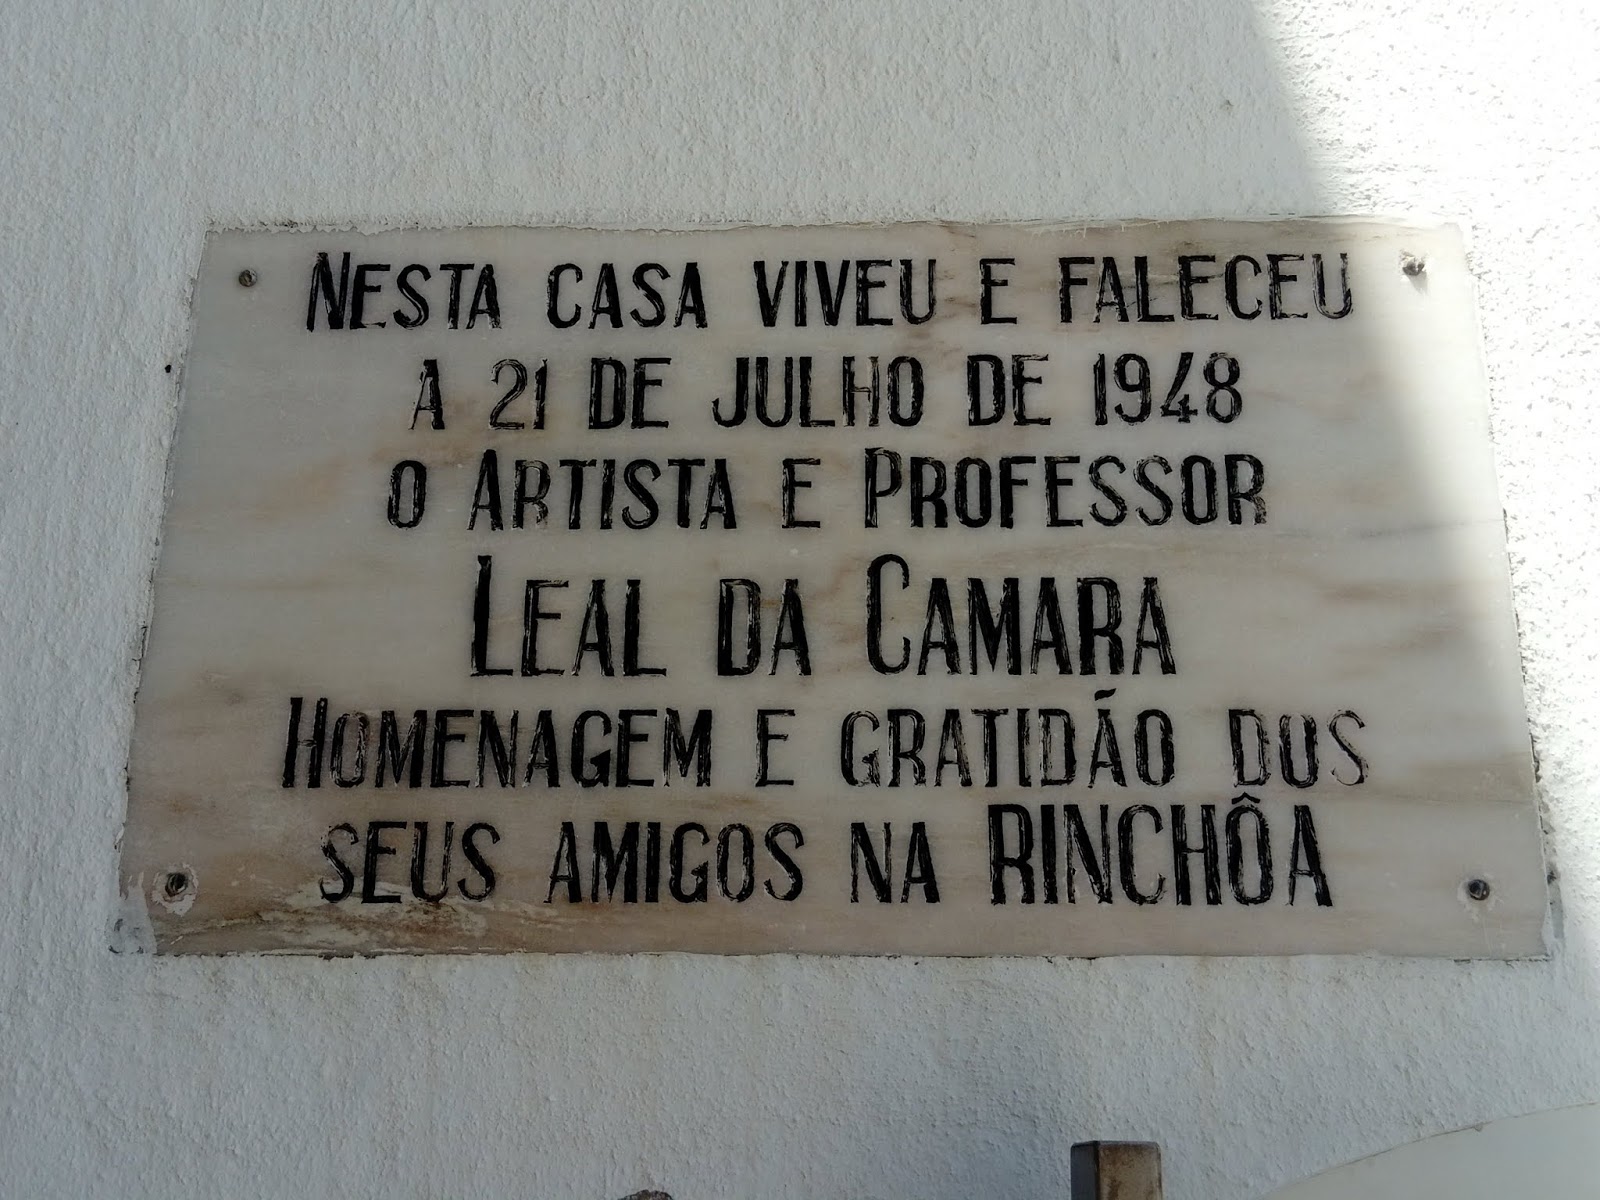 NESTA CASA VIVEU E FALECEU
A 21 DE JULHO DE 1948
O ARTISTA E PROFESSOR
LEAL DA CAMARA
HOMENAGEM E GRATIDÃO DOS
SEUS AMIGOS NA RINCHÔA